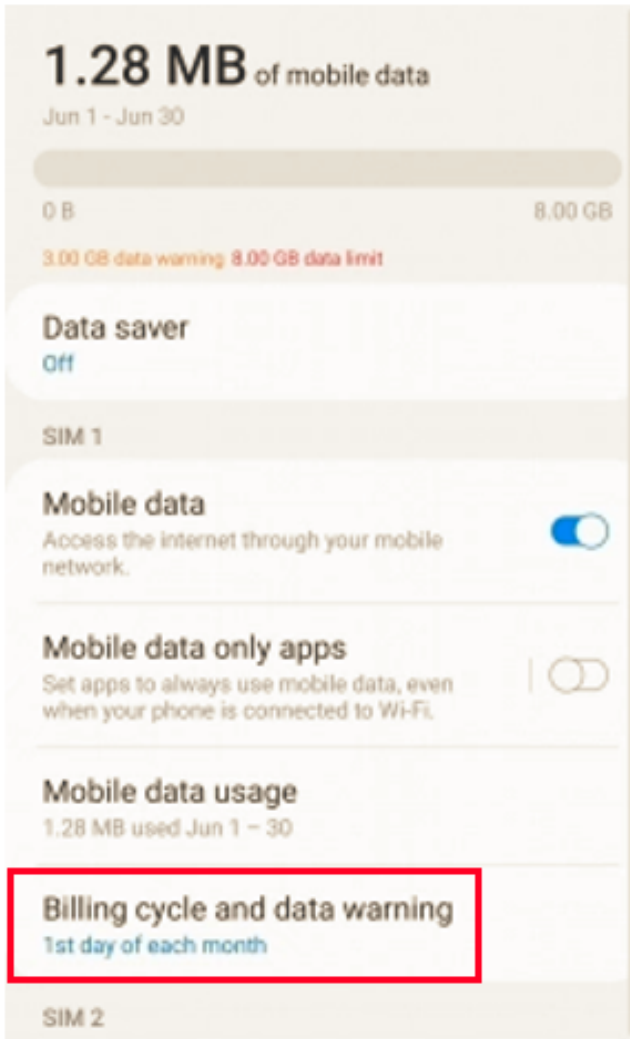 1.28 MB of mobile data
Jun 1 - Jun 30
0 B 8.00 GB
3.00 GB data warning 8.00 GB data limit
Data saver
Off
SIM 1
Mobile data
Access the internet through your mobile
network.
Mobile data only apps
Set apps to always use mobile data, even
when your phone is connected to Wi-Fi.
Mobile data usage
1.28 MB used Jun 1 – 30
Billing cycle and data warning
1st day of each month
SIM 2